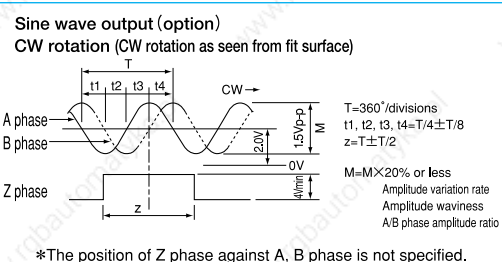 Sine wave output (option)
CW rotation (CW rotation as seen from fit surface)
T
t1 t2 t3 t4
CW
A phase
B phase
2.0V
1.5Vp-p
M
0V
Z phase
4Vmin
z
T=360°/divisions
t1, t2, t3, t4=T/4±T/8
z=T±T/2
M=M×20% or less
Amplitude variation rate
Amplitude waviness
A/B phase amplitude ratio
*The position of Z phase against A, B phase is not specified.